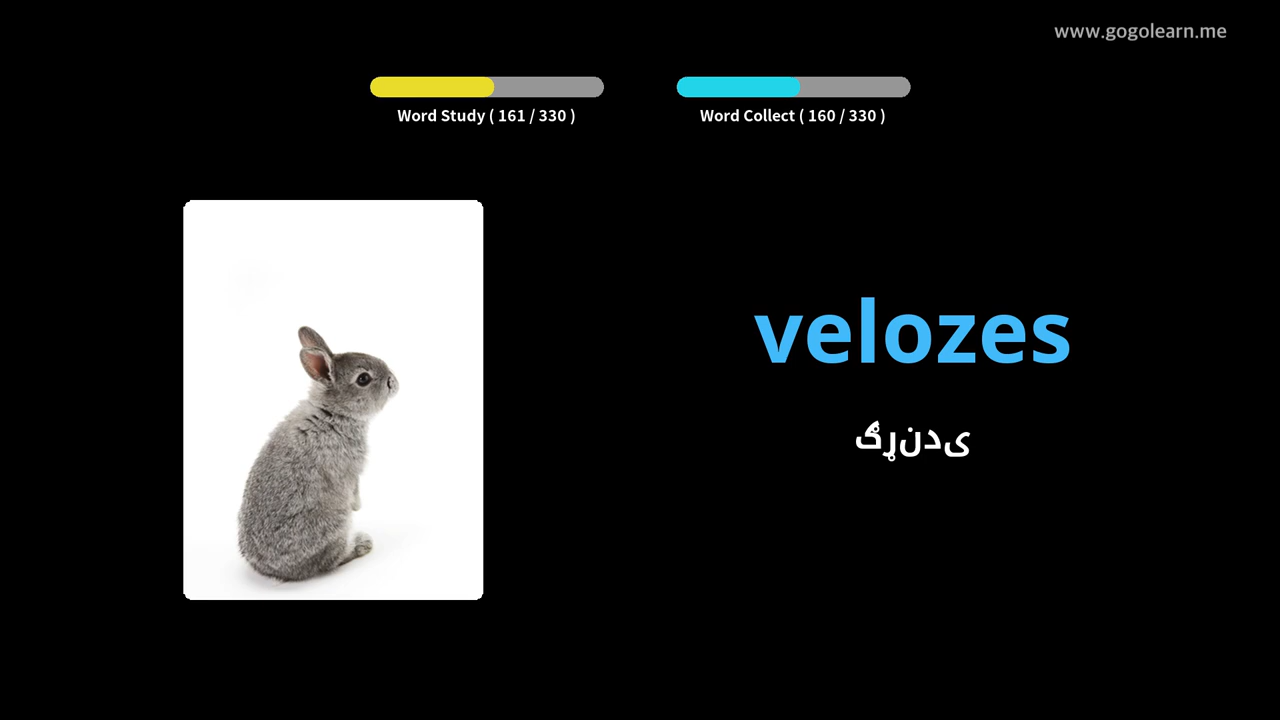 www.gogolearn.me
Word Study ( 161 / 330 )
Word Collect ( 160 / 330 )
velozes
ګړندی